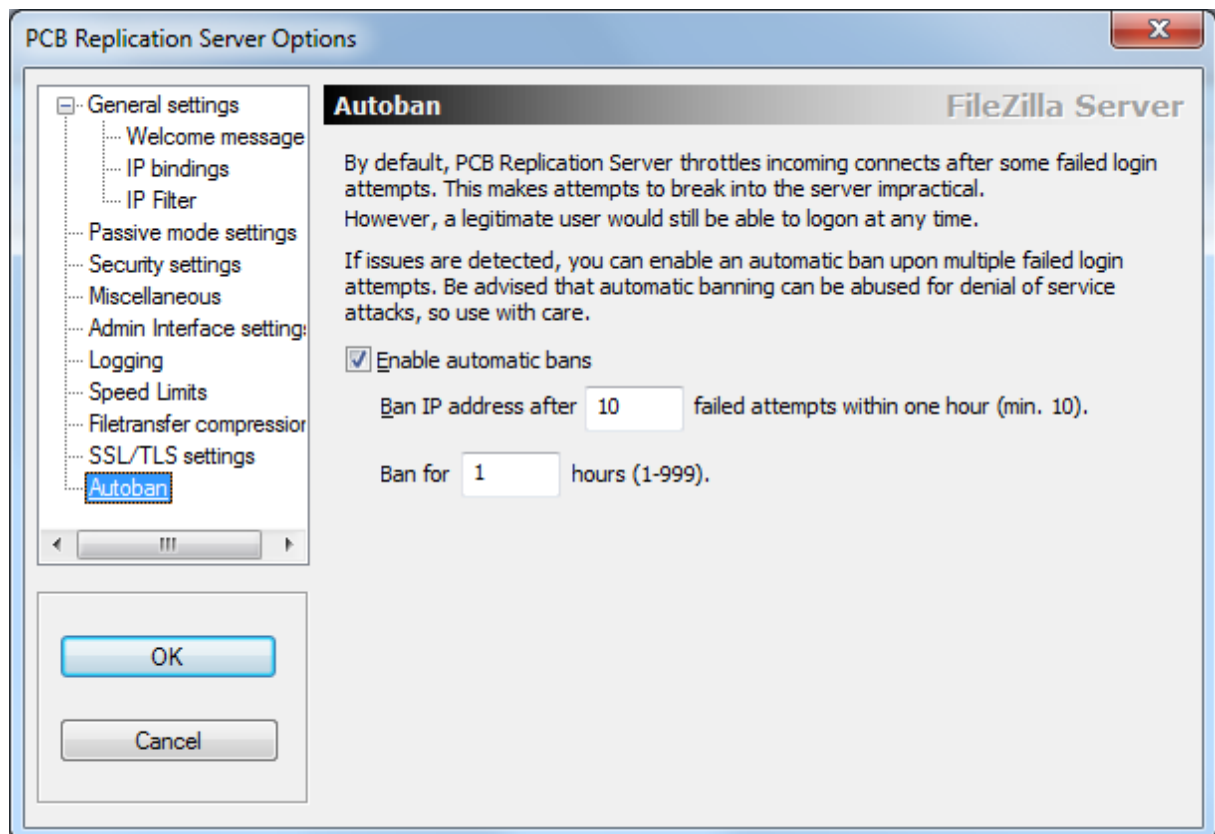 PCB Replication Server Options
General settings
Welcome message
IP bindings
IP Filter
Passive mode settings
Security settings
Miscellaneous
Admin Interface setting
Logging
Speed Limits
Filetransfer compression
SSL/TLS settings
Autoban
OK
Cancel
Autoban
FileZilla Server
By default, PCB Replication Server throttles incoming connects after some failed login
attempts. This makes attempts to break into the server impractical.
However, a legitimate user would still be able to logon at any time.
If issues are detected, you can enable an automatic ban upon multiple failed login
attempts. Be advised that automatic banning can be abused for denial of service
attacks, so use with care.
Enable automatic bans
Ban IP address after 10 failed attempts within one hour (min. 10).
Ban for 1 hours (1-999).